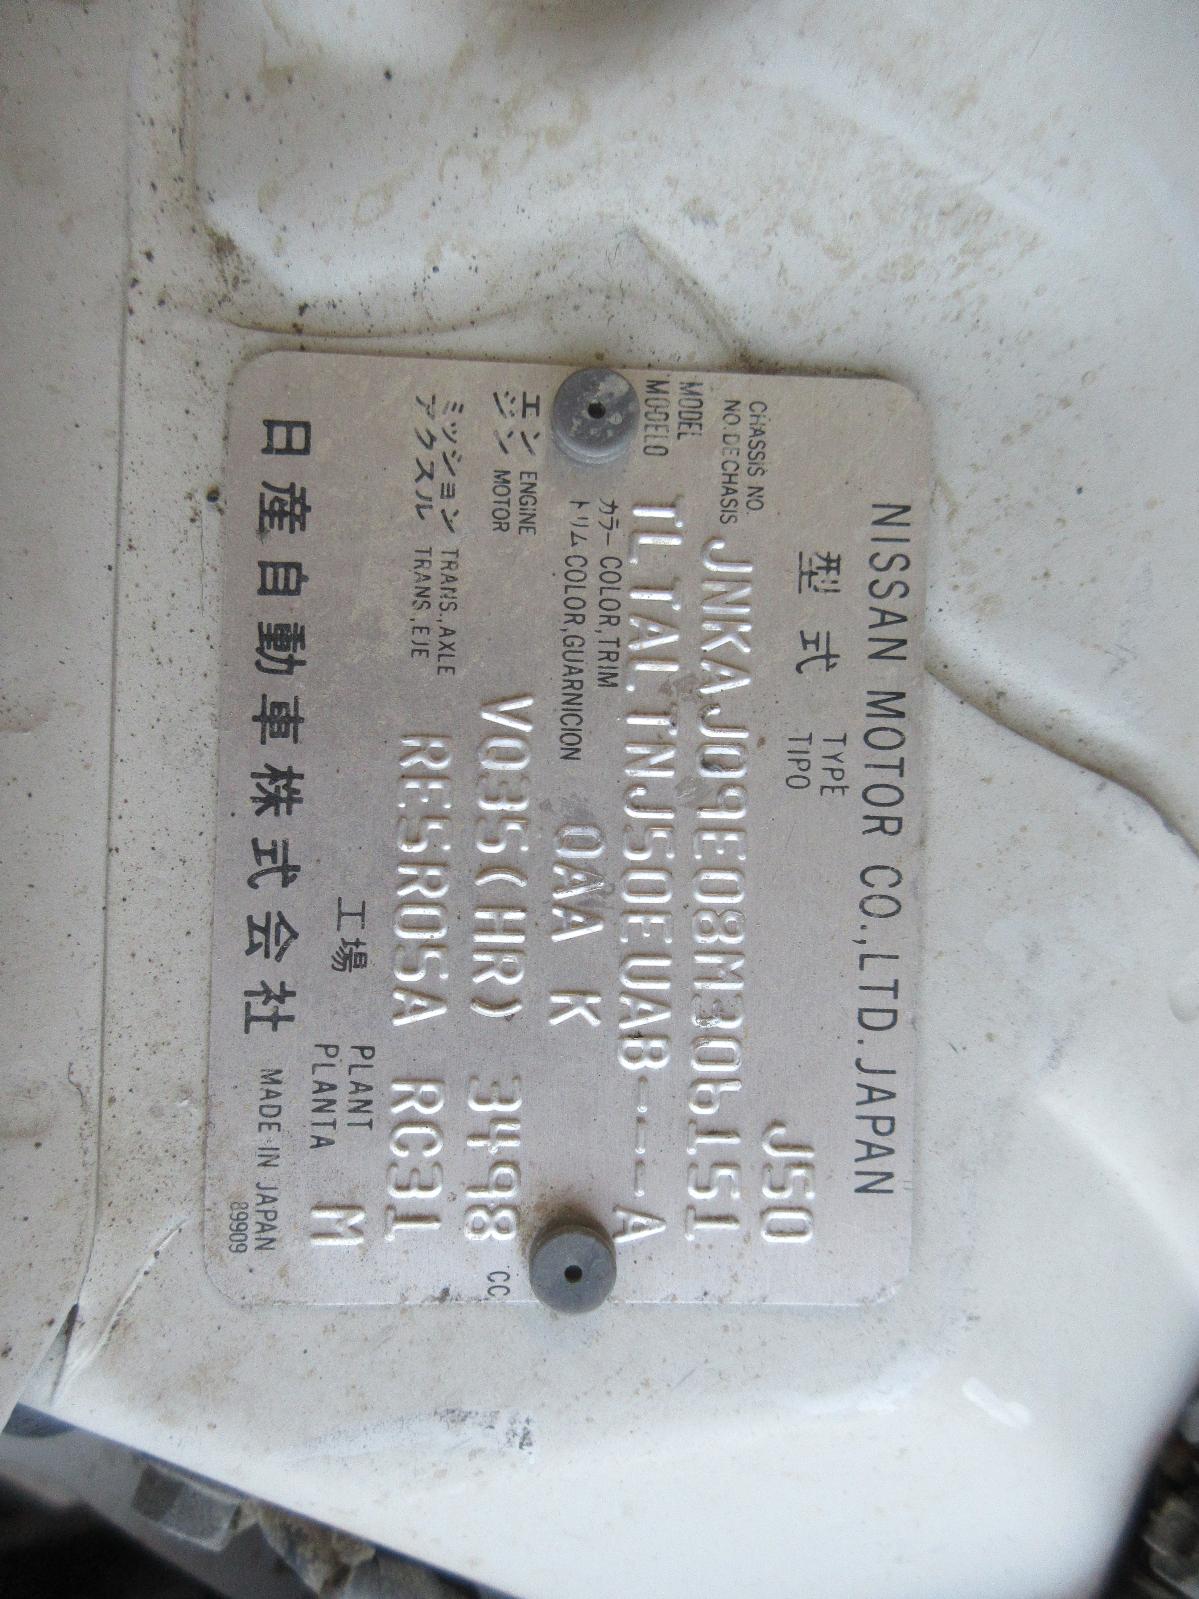 NISSAN MOTOR CO.,LTD. JAPAN
型式 TYPE TIPO J50
CHASSIS NO. NO.DE CHASIS JNKAJ09E08M306151
MODEL MODELO TLTALTNJ50EUAB----A
カラー COLOR,TRIM
トリム COLOR,GUARNICION QAA K
エンジン ENGINE MOTOR VQ35(HR) 3498 CC
ミッション TRANS.,AXLE
アクスル TRANS.,EJE RE5R05A RC31
工場 PLANT PLANTA M
日産自動車株式会社 MADE IN JAPAN
89909